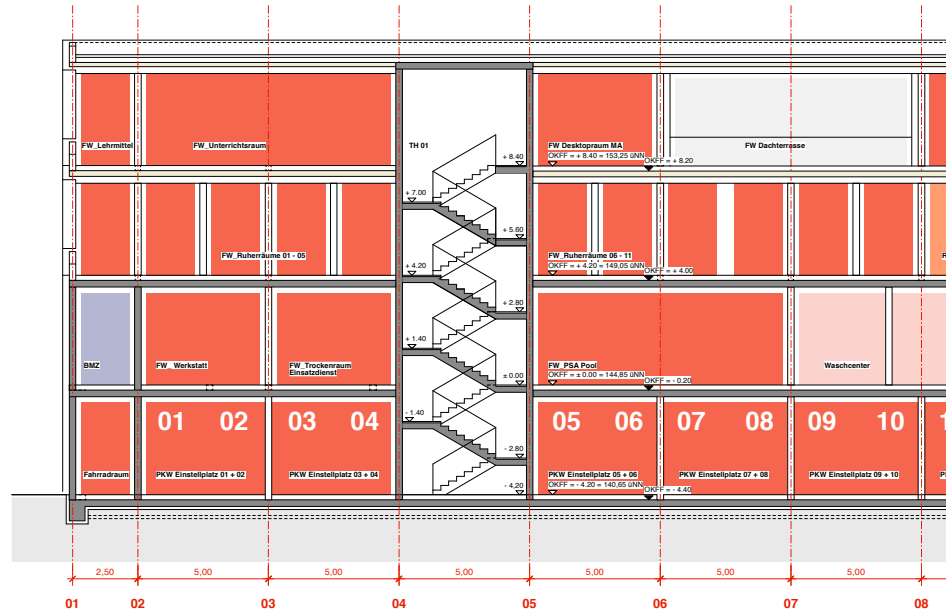 FW_Lehrmittel
FW_Unterrichtsraum
TH 01
+ 8.40
FW Desktopraum MA
OKFF = + 8.40 = 153,25 üNN
OKFF = + 8.20
FW Dachterrasse
+ 7.00
+ 5.60
FW_Ruherräume 01 - 05
+ 4.20
FW_Ruherräume 06 - 11
OKFF = + 4.20 = 149,05 üNN
OKFF = + 4.00
R
+ 2.80
BMZ
FW_ Werkstatt
FW_Trockenraum
Einsatzdienst
+ 1.40
± 0.00
FW_PSA Pool
OKFF = ± 0.00 = 144,85 üNN
OKFF = - 0.20
Waschcenter
01 02 03 04
- 1.40
05 06 07 08 09 10 1
Fahrradraum
PKW Einstellplatz 01 + 02
PKW Einstellplatz 03 + 04
- 2.80
- 4,20
PKW Einstellplatz 05 + 06
OKFF = - 4.20 = 140,65 üNN
OKFF = - 4.40
PKW Einstellplatz 07 + 08
PKW Einstellplatz 09 + 10
2,50 5,00 5,00 5,00 5,00 5,00 5,00
01 02 03 04 05 06 07 08